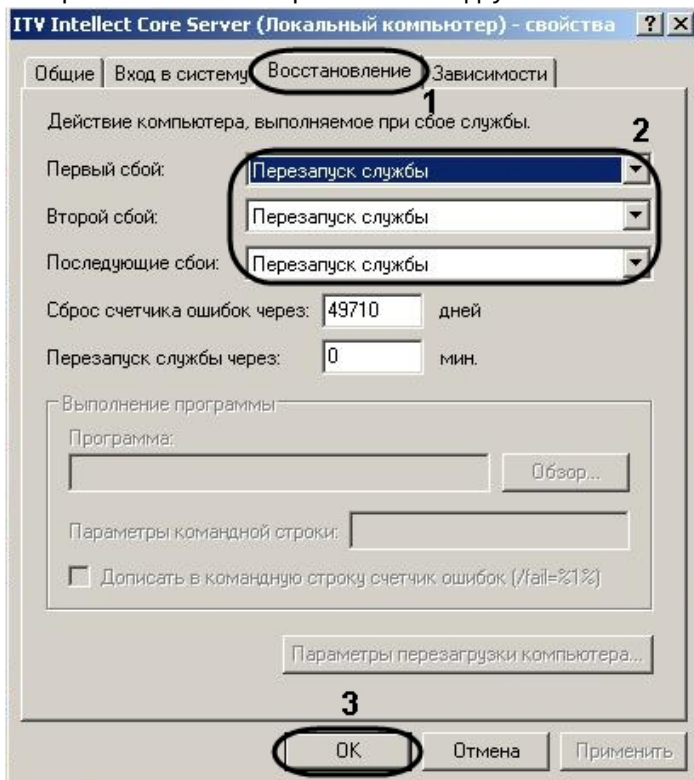 ITV Intellect Core Server (Локальный компьютер) - свойства
Общие Вход в систему Восстановление Зависимости
1
Действие компьютера, выполняемое при сбое службы.
2
Первый сбой: Перезапуск службы
Второй сбой: Перезапуск службы
Последующие сбои: Перезапуск службы
Сброс счетчика ошибок через: 49710 дней
Перезапуск службы через: 0 мин.
Выполнение программы
Программа:
Обзор...
Параметры командной строки:
Дописать в командную строку счетчик ошибок (/fail=%1%)
Параметры перезагрузки компьютера...
3
OK Отмена Применить